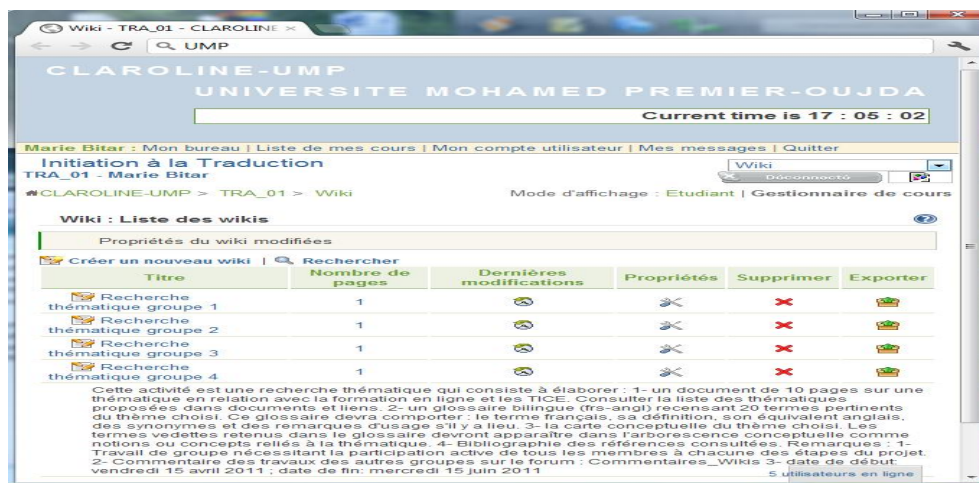 Wiki - TRA_01 - CLAROLINE
UMP
CLAROLINE-UMP
UNIVERSITE MOHAMED PREMIER-OUJDA
Current time is 17 : 05 : 02
Marie Bitar : Mon bureau | Liste de mes cours | Mon compte utilisateur | Mes messages | Quitter
Initiation à la Traduction
Wiki
TRA_01 - Marie Bitar
Déconnecté
CLAROLINE-UMP > TRA_01 > Wiki
Mode d'affichage : Etudiant | Gestionnaire de cours
Wiki : Liste des wikis
Propriétés du wiki modifiées
Créer un nouveau wiki | Rechercher
Titre Nombre de pages Dernières modifications Propriétés Supprimer Exporter
Recherche
thématique groupe 1 1
Recherche
thématique groupe 2 1
Recherche
thématique groupe 3 1
Recherche
thématique groupe 4 1
Cette activité est une recherche thématique qui consiste à élaborer : 1- un document de 10 pages sur une
thématique en relation avec la formation en ligne et les TICE. Consulter la liste des thématiques
proposées dans documents et liens. 2- un glossaire bilingue (frs-angl) recensant 20 termes pertinents
du thème choisi. Ce glossaire devra comporter : le terme français, sa définition, son équivalent anglais,
des synonymes et des remarques d'usage s'il y a lieu. 3- la carte conceptuelle du thème choisi. Les
termes vedettes retenus dans le glossaire devront apparaître dans l'arborescence conceptuelle comme
notions ou concepts reliés à la thématique. 4- Bibliographie des références consultées. Remarques : 1-
Travail de groupe nécessitant la participation active de tous les membres à chacune des étapes du projet.
2- Commentaire des travaux des autres groupes sur le forum : Commentaires_Wikis 3- date de début:
vendredi 15 avril 2011 ; date de fin: mercredi 15 juin 2011
5 utilisateurs en ligne